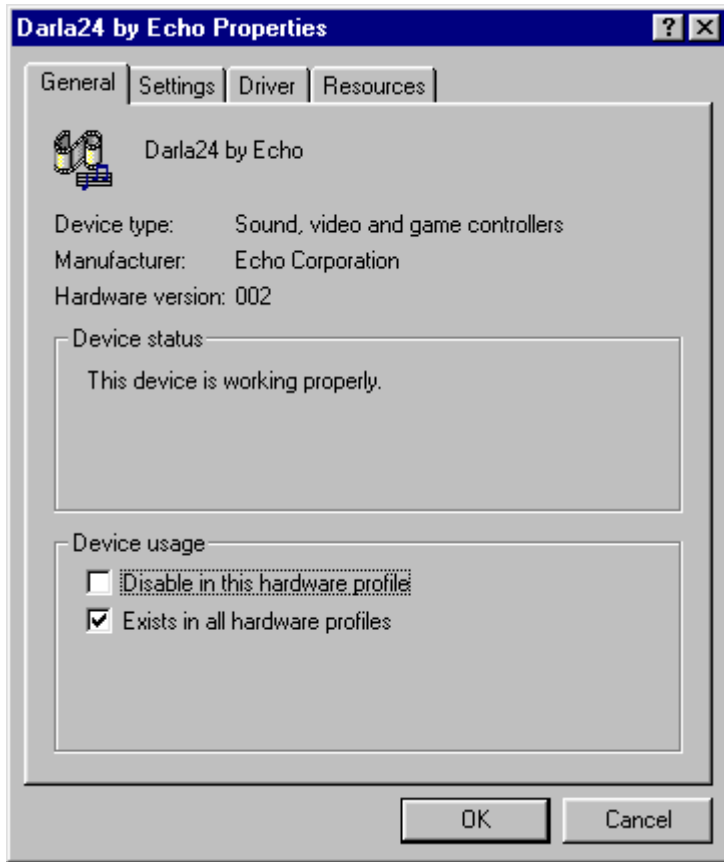 Darla24 by Echo Properties
General Settings Driver Resources
Darla24 by Echo
Device type: Sound, video and game controllers
Manufacturer: Echo Corporation
Hardware version: 002
Device status
This device is working properly.
Device usage
Disable in this hardware profile
Exists in all hardware profiles
OK Cancel